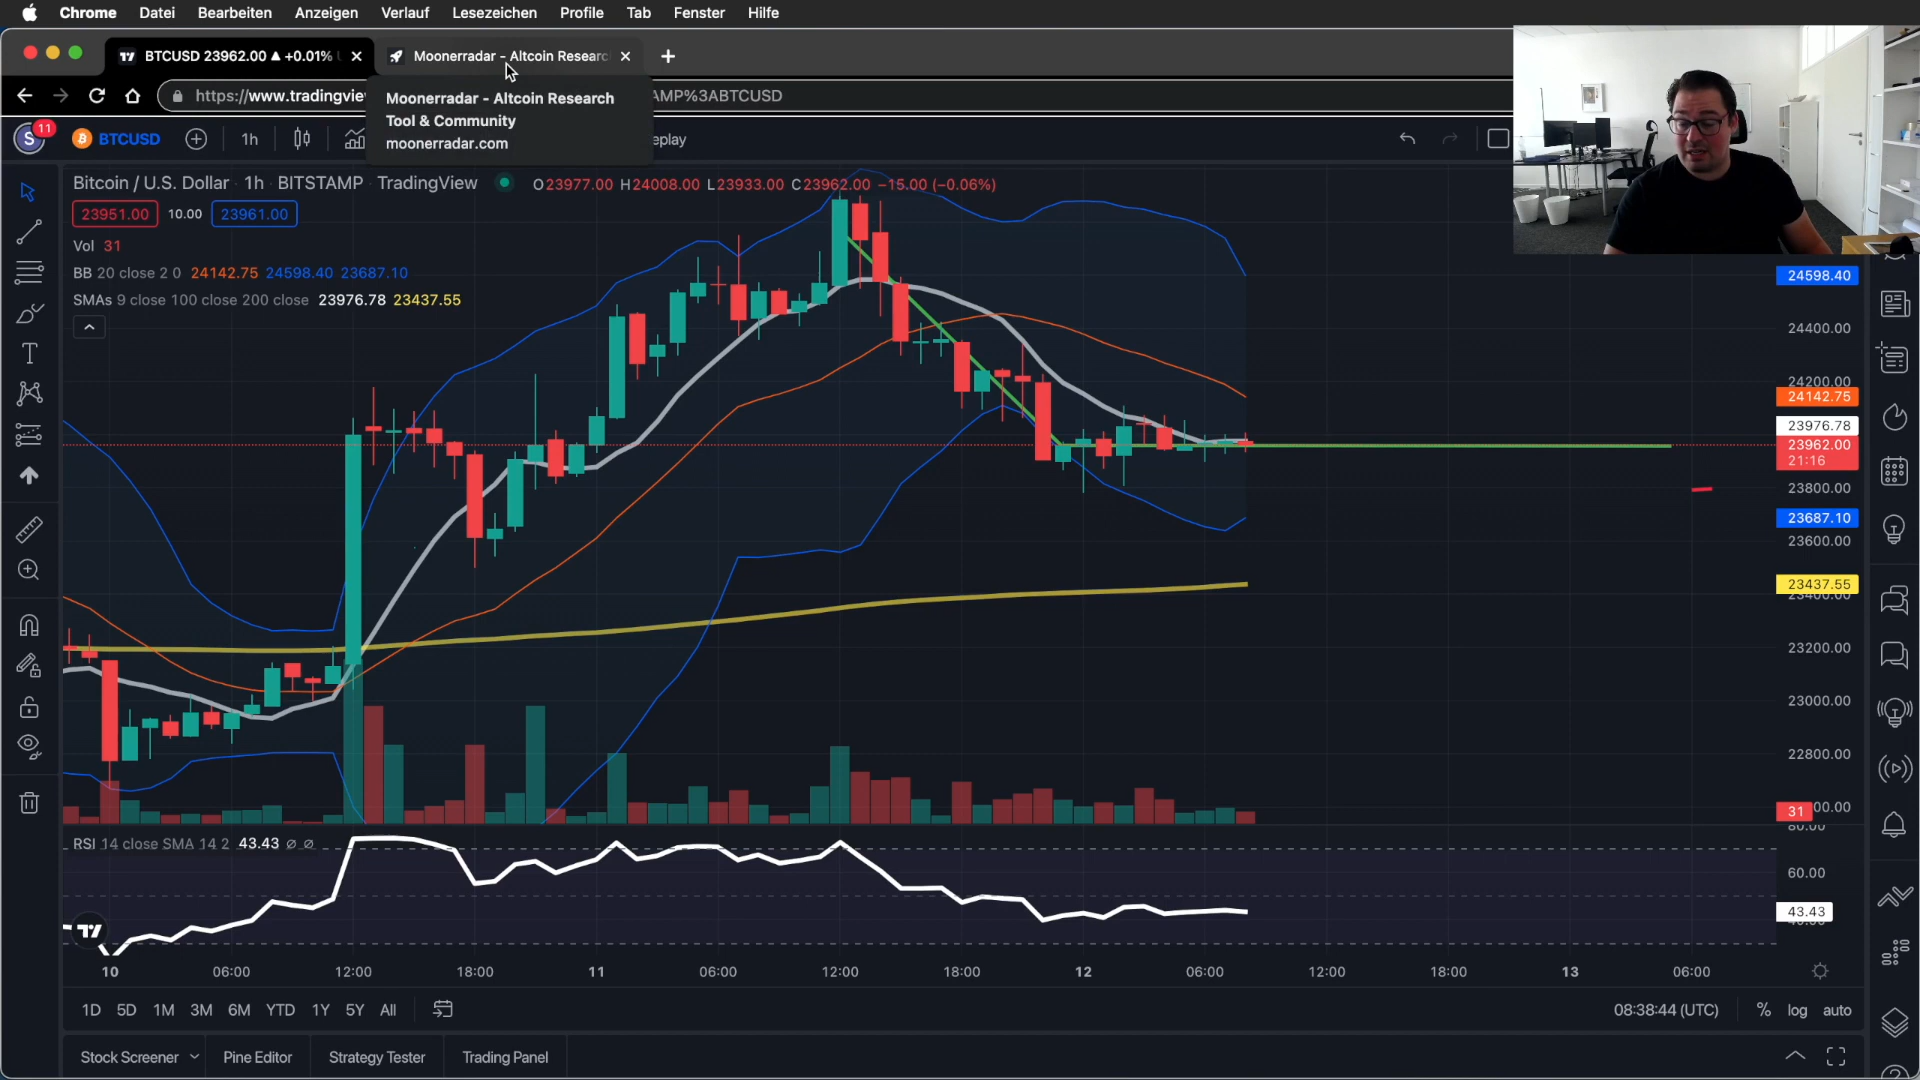 Chrome Datei Bearbeiten Anzeigen Verlauf Lesezeichen Profile Tab Fenster Hilfe
BTCUSD 23962.00 ▲ +0.01%
Moonerradar - Altcoin Researc
https://www.tradingview
AMP%3ABTCUSD
Moonerradar - Altcoin Research
Tool & Community
moonerradar.com
S 11
BTCUSD
1h
eplay
Bitcoin / U.S. Dollar · 1h · BITSTAMP · TradingView
O23977.00 H24008.00 L23933.00 C23962.00 −15.00 (−0.06%)
23951.00 10.00 23961.00
Vol 31
BB 20 close 2 0 24142.75 24598.40 23687.10
SMAs 9 close 100 close 200 close 23976.78 23437.55
24598.40
24400.00
24200.00
24142.75
23976.78
23962.00
21:16
23800.00
23687.10
23600.00
23437.55
23400.00
23200.00
23000.00
22800.00
31
00.00
80.00
RSI 14 close SMA 14 2 43.43 ∅ ∅
60.00
43.43
10 06:00 12:00 18:00 11 06:00 12:00 18:00 12 06:00 12:00 18:00 13 06:00
1D 5D 1M 3M 6M YTD 1Y 5Y All
08:38:44 (UTC) % log auto
Stock Screener Pine Editor Strategy Tester Trading Panel